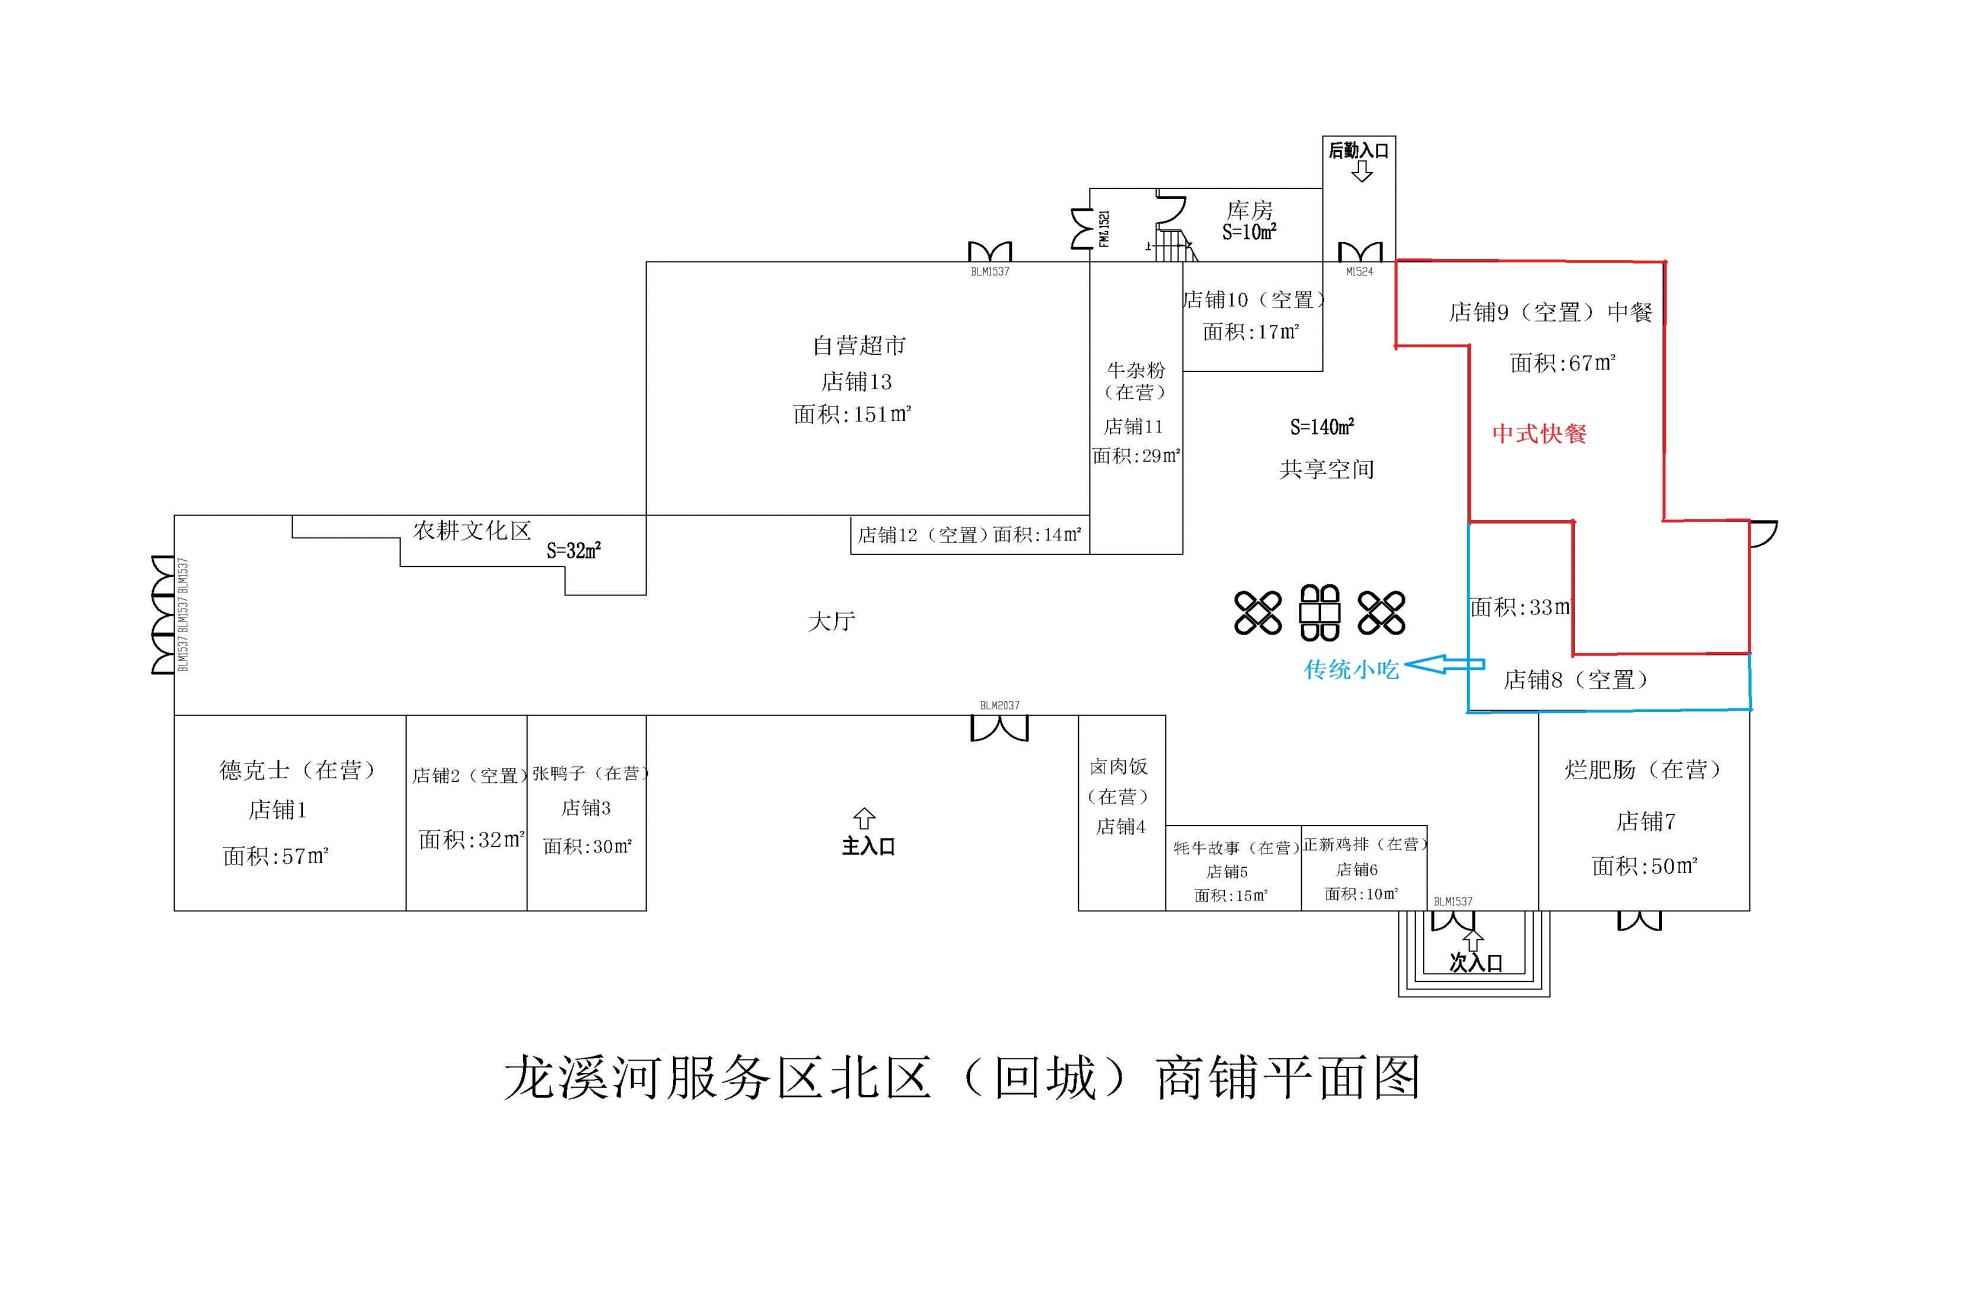 后勤入口
FM乙1521
库房
S=10㎡
上
BLM1537
M1524
店铺10（空置）
面积:17㎡
店铺9（空置）中餐
面积:67㎡
中式快餐
自营超市
店铺13
面积:151㎡
牛杂粉
（在营）
店铺11
面积:29㎡
S=140㎡
共享空间
农耕文化区
S=32㎡
店铺12（空置）面积:14㎡
BLM1537 BLM1537 BLM1537
大厅
面积:33㎡
传统小吃
店铺8（空置）
BLM2037
德克士（在营）
店铺1
面积:57㎡
店铺2（空置）
面积:32㎡
张鸭子（在营）
店铺3
面积:30㎡
主入口
卤肉饭
（在营）
店铺4
牦牛故事（在营）
店铺5
面积:15㎡
正新鸡排（在营）
店铺6
面积:10㎡
烂肥肠（在营）
店铺7
面积:50㎡
BLM1537
次入口
龙溪河服务区北区（回城）商铺平面图